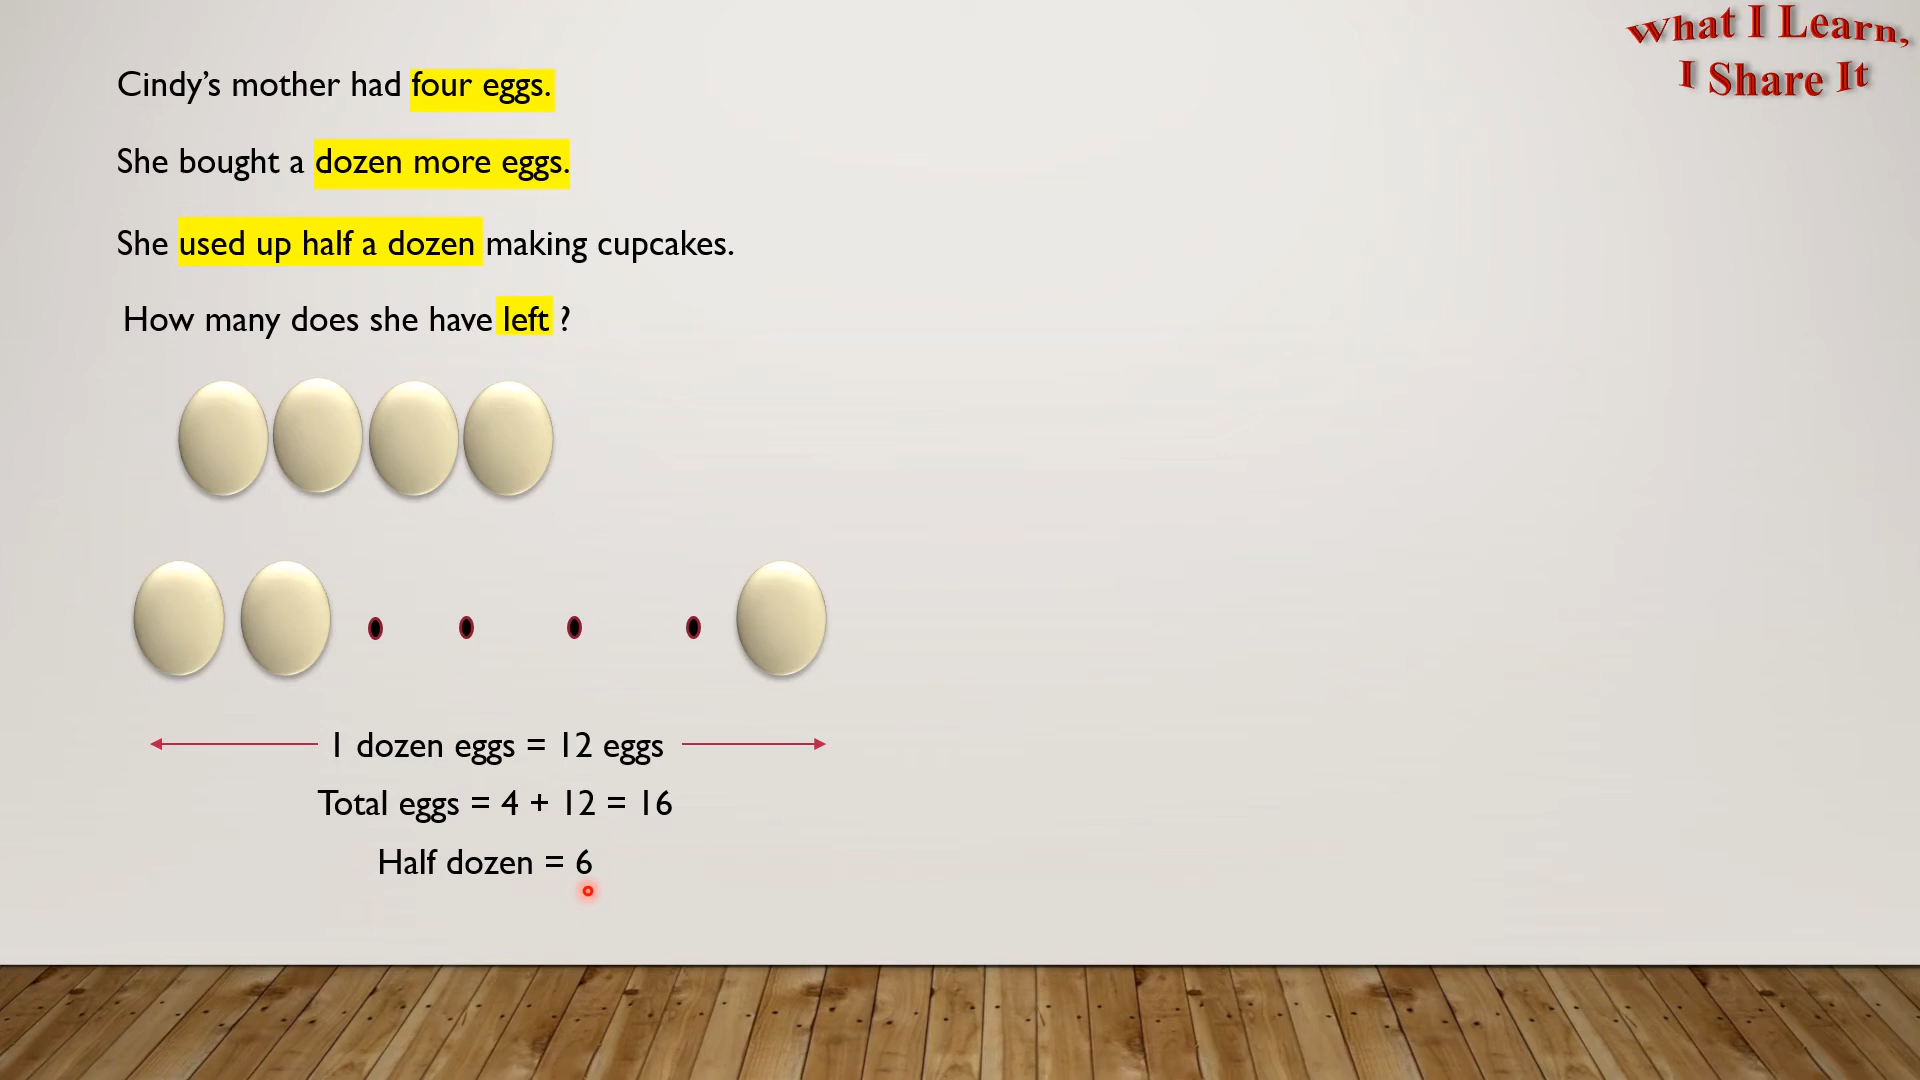 What I Learn,
I Share It
Cindy’s mother had four eggs.
She bought a dozen more eggs.
She used up half a dozen making cupcakes.
How many does she have left ?
1 dozen eggs = 12 eggs
Total eggs = 4 + 12 = 16
Half dozen = 6